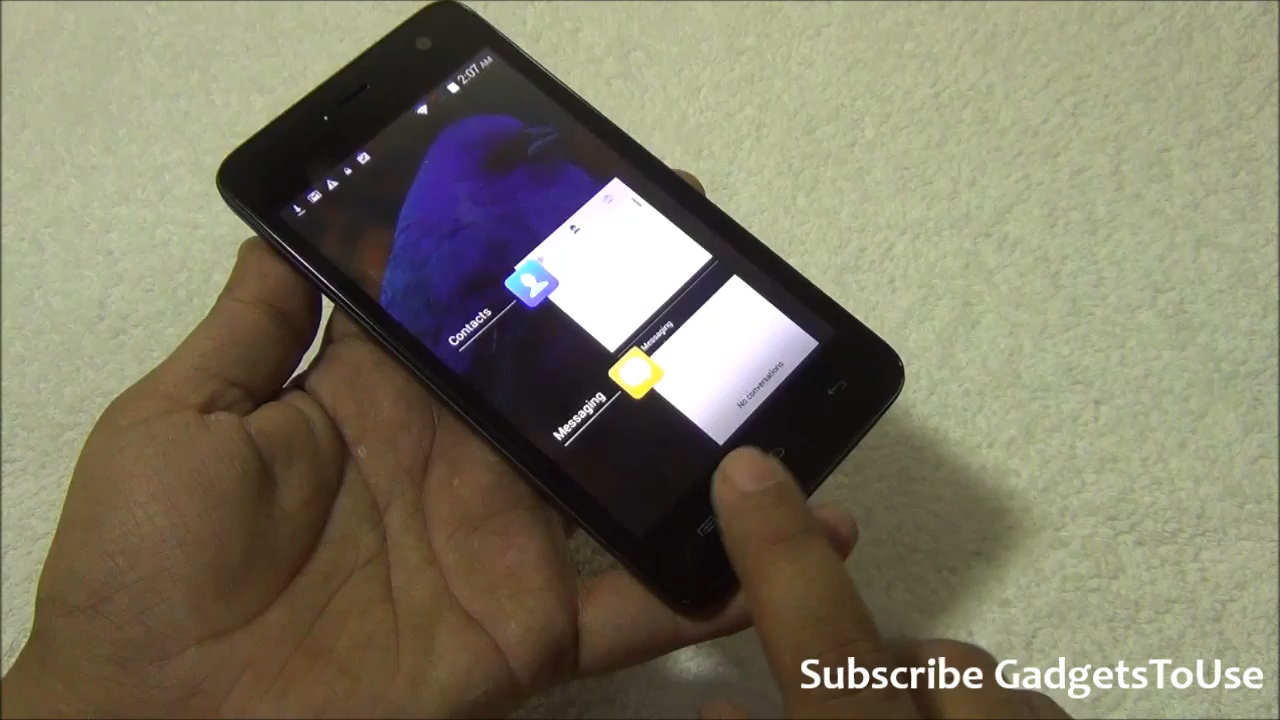 2:07 AM
Contacts
Messaging
Messaging
No conversations
Subscribe GadgetsToUse